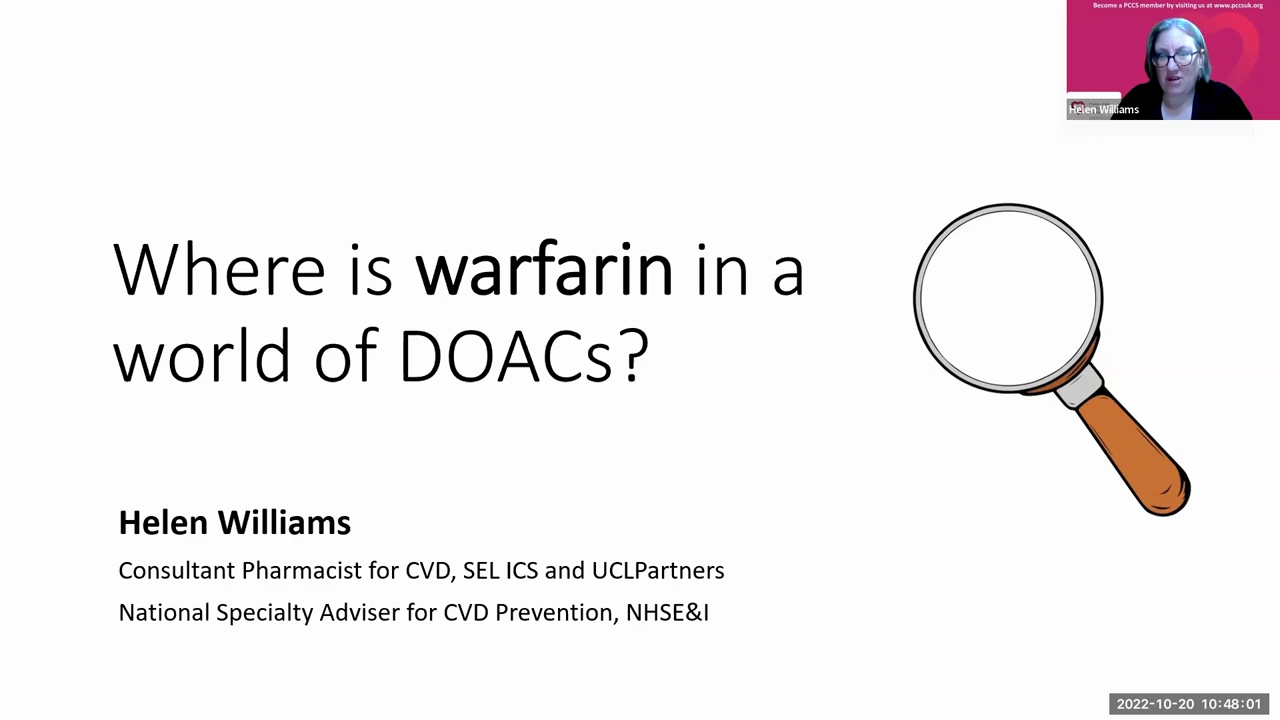 Become a PCCS member by visiting us at www.pccsuk.org
Helen Williams
Where is warfarin in a
world of DOACs?
Helen Williams
Consultant Pharmacist for CVD, SEL ICS and UCLPartners
National Specialty Adviser for CVD Prevention, NHSE&I
2022-10-20 10:48:01